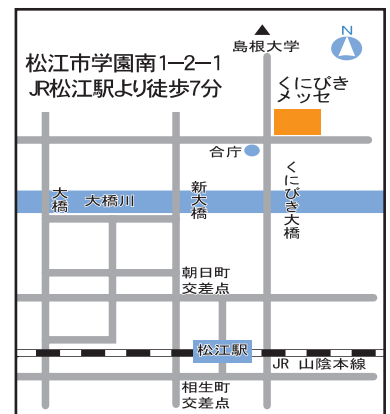 N
島根大学
松江市学園南1−2−1
JR松江駅より徒歩7分
くにびき
メッセ
合庁
大橋
大橋川
新大橋
くにびき大橋
朝日町
交差点
松江駅
JR 山陰本線
相生町
交差点